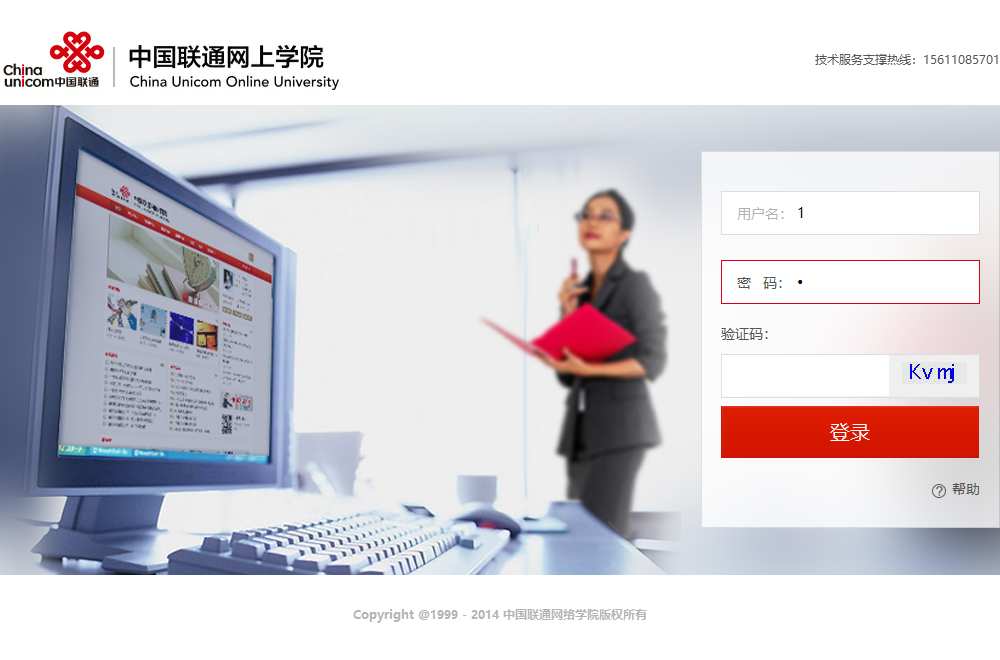 China
unicom中国联通
中国联通网上学院
China Unicom Online University
技术服务支撑热线：15611085701
用户名： 1
密 码： •
验证码：
Kvmj
登录
? 帮助
Copyright @1999 - 2014 中国联通网络学院版权所有